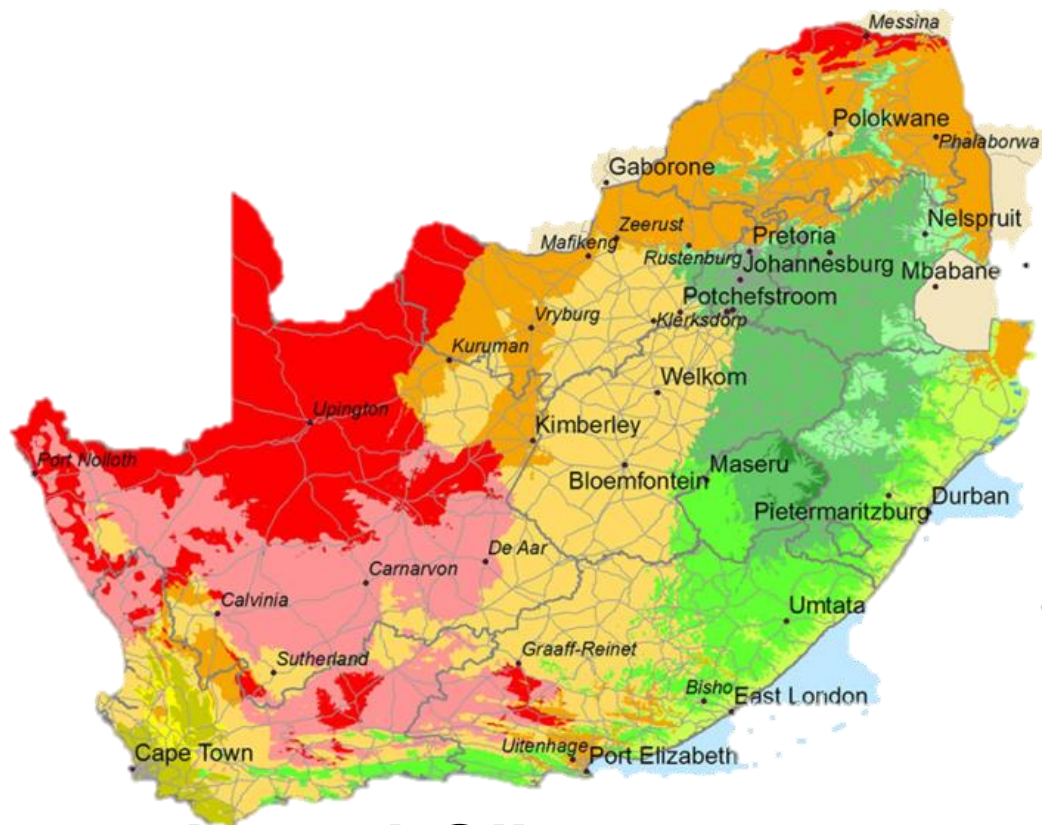 Messina
Polokwane
Phalaborwa
Gaborone
Nelspruit
Zeerust
Mafikeng
Pretoria
Rustenburg
Johannesburg
Mbabane
Potchefstroom
Klerksdorp
Vryburg
Kuruman
Welkom
Upington
Kimberley
Port Nolloth
Bloemfontein
Maseru
Durban
Pietermaritzburg
De Aar
Carnarvon
Calvinia
Umtata
Graaff-Reinet
Sutherland
Bisho
East London
Uitenhage
Cape Town
Port Elizabeth